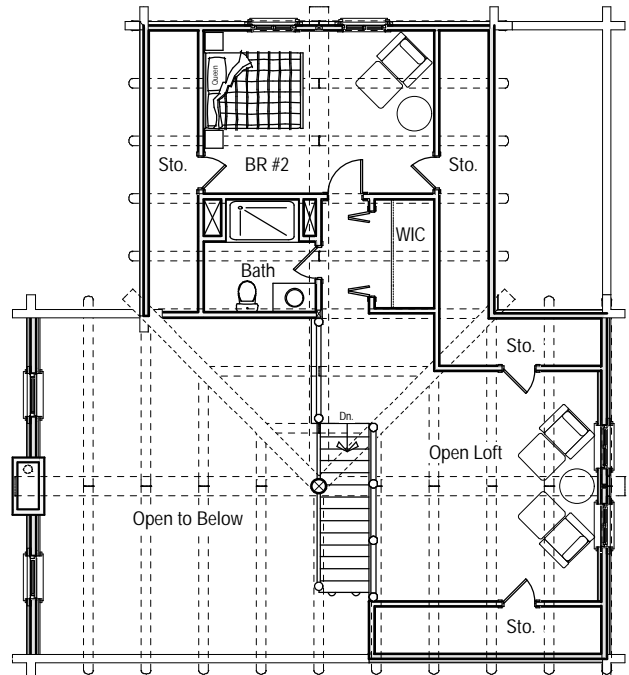 Queen
Sto.
BR #2
Sto.
WIC
Bath
Sto.
Dn.
Open Loft
Open to Below
Sto.